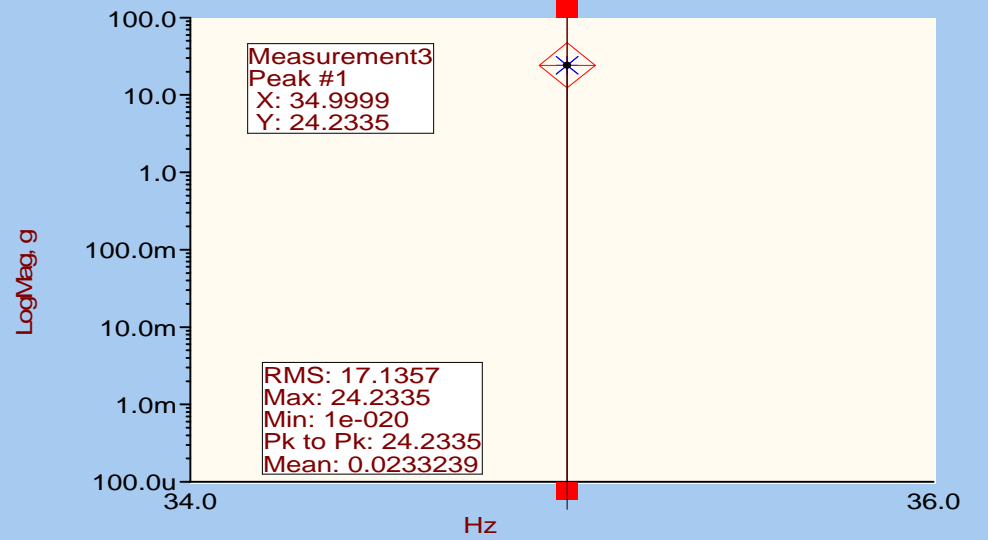 100.0
Measurement3
Peak #1
X: 34.9999
Y: 24.2335
10.0
1.0
LogMag, g
100.0m
10.0m
RMS: 17.1357
Max: 24.2335
Min: 1e-020
Pk to Pk: 24.2335
Mean: 0.0233239
1.0m
100.0u
34.0
36.0
Hz